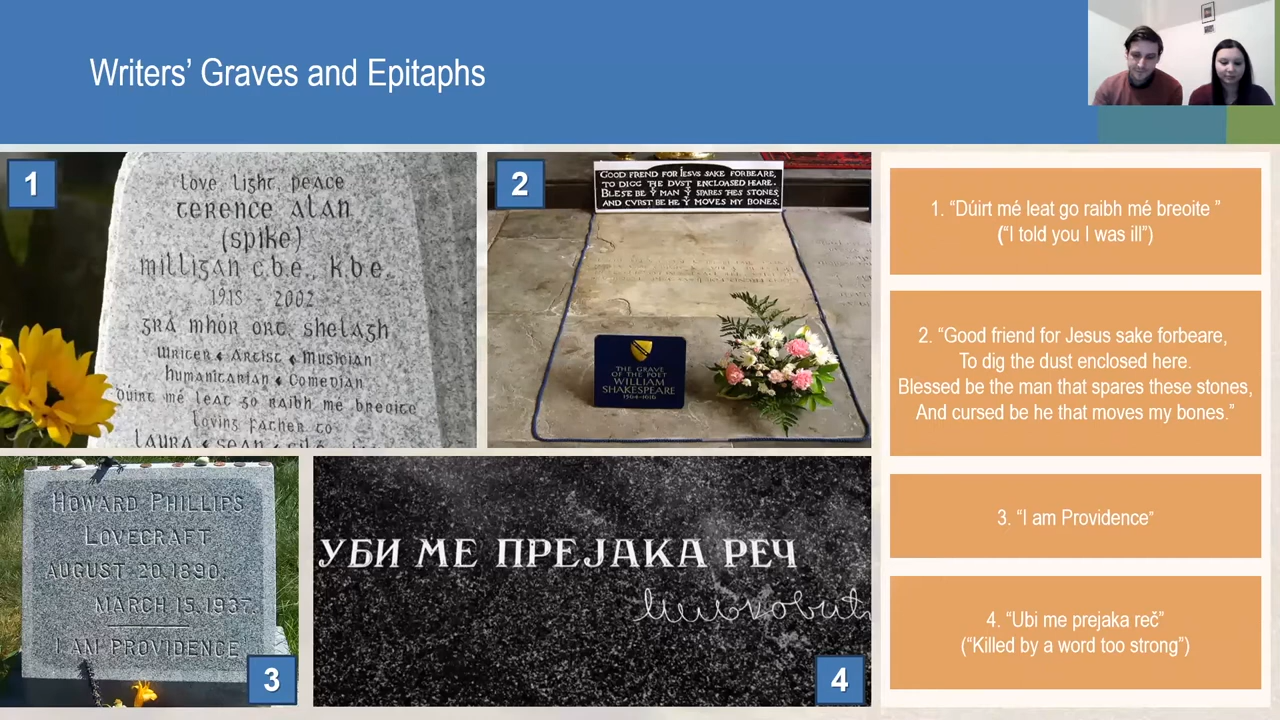 Writers’ Graves and Epitaphs
1
Love, light, peace
terence alan
(spike)
milligan c.b.e., k.b.e.
1918 - 2002
grá mhór ort shelagh
Writer ♦ Artist ♦ Musician
humanitarian ♦ Comedian
Dúirt mé leat go raibh mé breoite
Loving father to
2
GOOD FREND FOR IESVS SAKE FORBEARE,
TO DIGG THE DVST ENCLOASED HEARE.
BLESE BE Y MAN Y SPARES THES STONES,
AND CVRST BE HE Y MOVES MY BONES.
THE GRAVE
OF THE POET
WILLIAM
SHAKESPEARE
1564-1616
HOWARD PHILLIPS
LOVECRAFT
AUGUST 20, 1890.
MARCH 15, 1937.
I AM PROVIDENCE
3
УБИ МЕ ПРЕЈАКА РЕЧ
4
1. “Dúirt mé leat go raibh mé breoite ”
(“I told you I was ill”)
2. “Good friend for Jesus sake forbeare,
To dig the dust enclosed here.
Blessed be the man that spares these stones,
And cursed be he that moves my bones.”
3. “I am Providence”
4. “Ubi me prejaka reč”
(“Killed by a word too strong”)